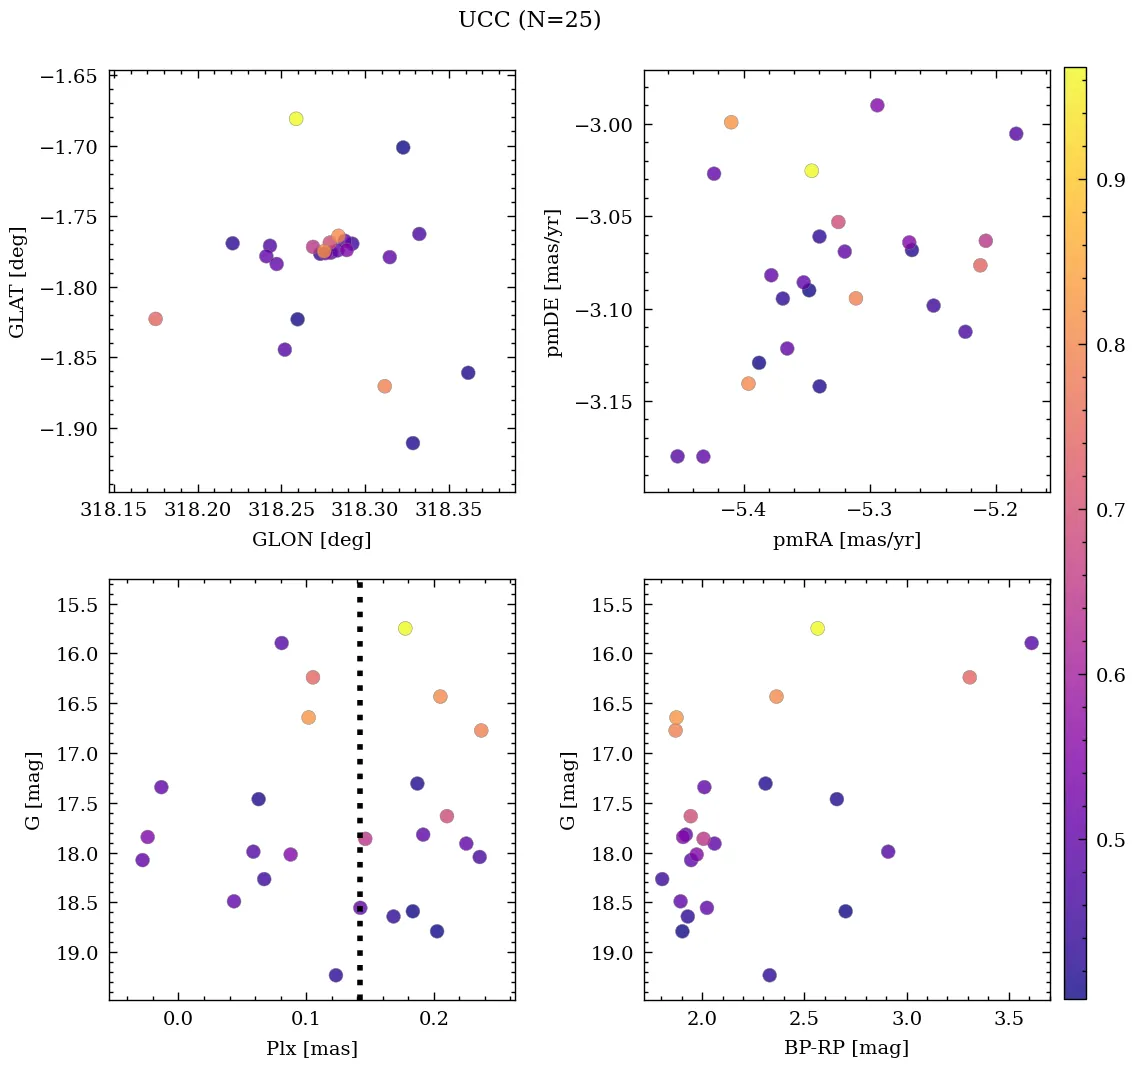 UCC (N=25)
−1.65
−1.70
−1.75
−1.80
−1.85
−1.90
GLAT [deg]
318.15 318.20 318.25 318.30 318.35
GLON [deg]
−3.00
−3.05
−3.10
−3.15
pmDE [mas/yr]
−5.4 −5.3 −5.2
pmRA [mas/yr]
15.5
16.0
16.5
17.0
17.5
18.0
18.5
19.0
G [mag]
0.0 0.1 0.2
Plx [mas]
15.5
16.0
16.5
17.0
17.5
18.0
18.5
19.0
G [mag]
2.0 2.5 3.0 3.5
BP-RP [mag]
0.9
0.8
0.7
0.6
0.5